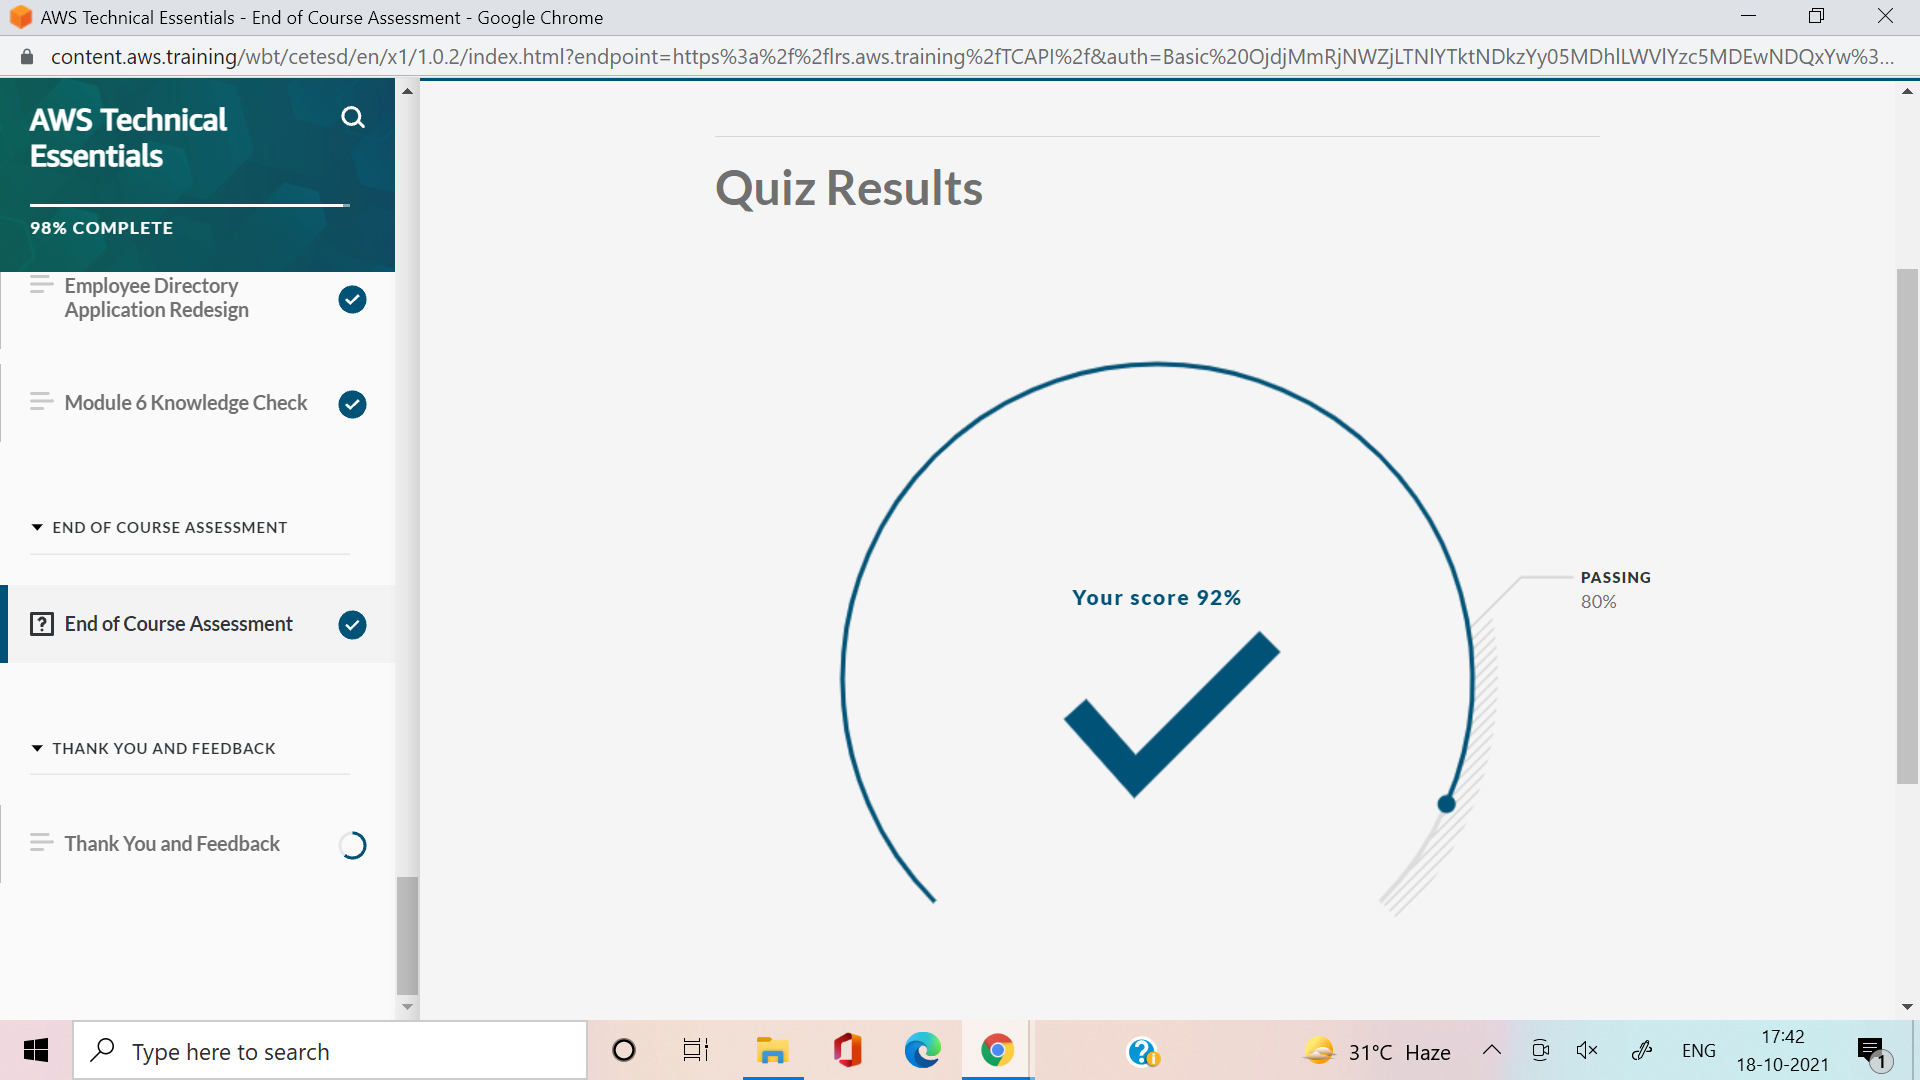 AWS Technical Essentials - End of Course Assessment - Google Chrome
content.aws.training/wbt/cetesd/en/x1/1.0.2/index.html?endpoint=https%3a%2f%2flrs.aws.training%2fTCAPI%2f&auth=Basic%20OjdjMmRjNWZjLTNlYTktNDkzYy05MDhlLWVlYzc5MDEwNDQxYw%3...
AWS Technical
Essentials
98% COMPLETE
Employee Directory
Application Redesign
Module 6 Knowledge Check
END OF COURSE ASSESSMENT
End of Course Assessment
THANK YOU AND FEEDBACK
Thank You and Feedback
Quiz Results
Your score 92%
PASSING
80%
Type here to search
31°C Haze
ENG
17:42
18-10-2021
1